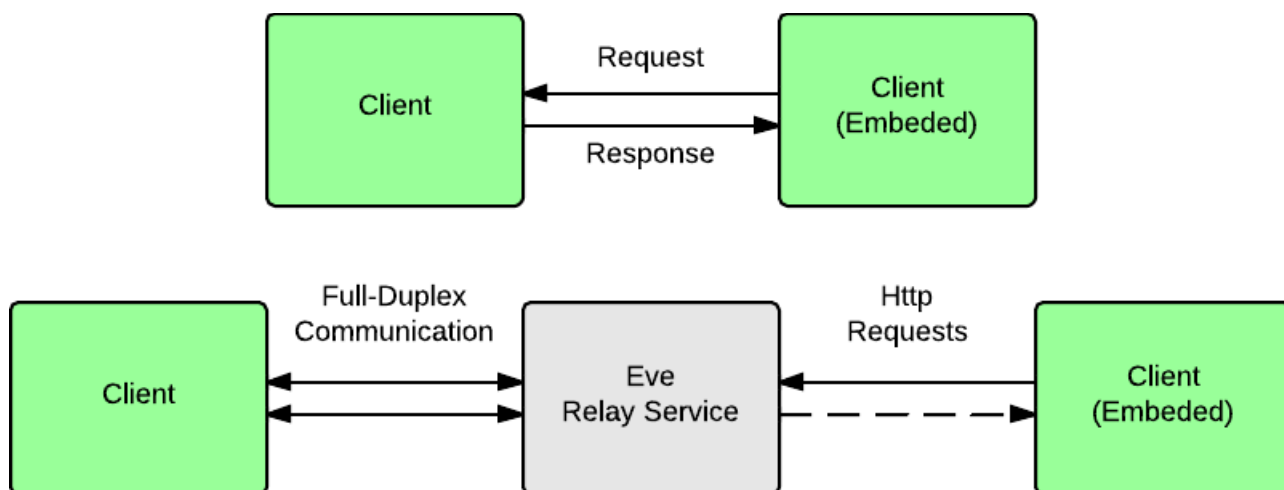 Request
Client
Client
(Embeded)
Response
Full-Duplex
Communication
Http
Requests
Client
Eve
Relay Service
Client
(Embeded)